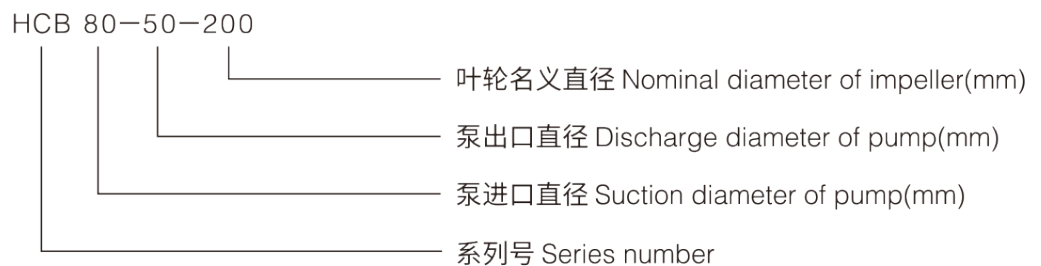 HCB 80-50-200
叶轮名义直径 Nominal diameter of impeller(mm)
泵出口直径 Discharge diameter of pump(mm)
泵进口直径 Suction diameter of pump(mm)
系列号 Series number